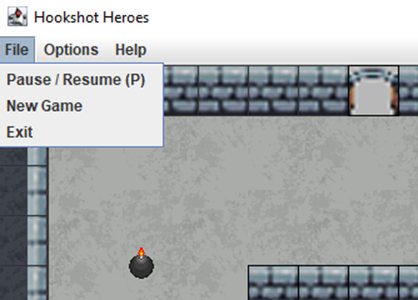 Hookshot Heroes
File Options Help
Pause / Resume (P)
New Game
Exit